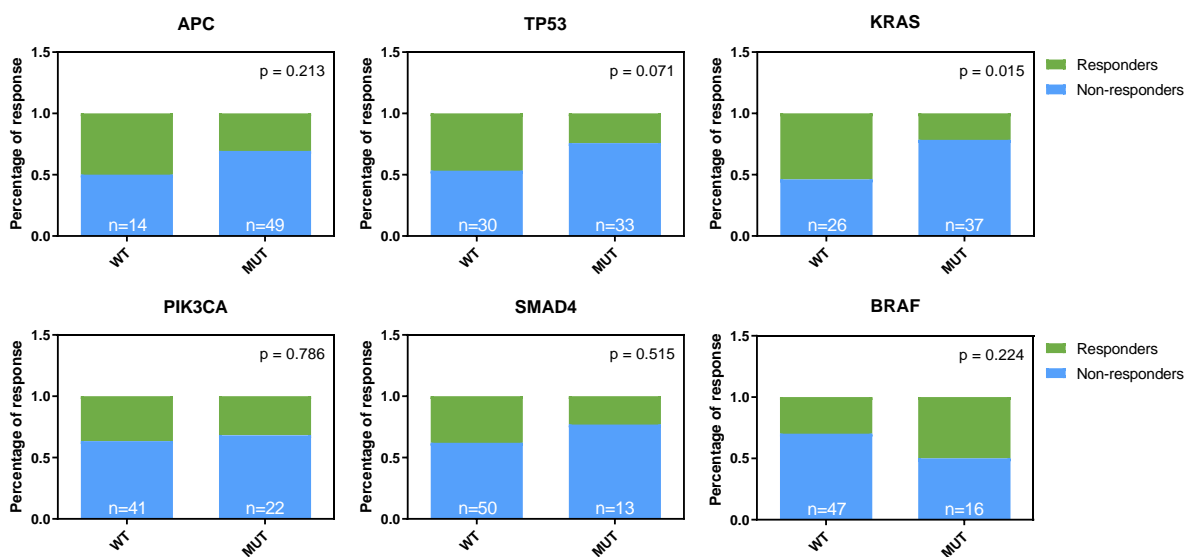 APC
Percentage of response
1.5
1.0
0.5
0.0
p = 0.213
n=14
n=49
WT
MUT
TP53
Percentage of response
1.5
1.0
0.5
0.0
p = 0.071
n=30
n=33
WT
MUT
KRAS
Percentage of response
1.5
1.0
0.5
0.0
p = 0.015
n=26
n=37
WT
MUT
Responders
Non-responders
PIK3CA
Percentage of response
1.5
1.0
0.5
0.0
p = 0.786
n=41
n=22
WT
MUT
SMAD4
Percentage of response
1.5
1.0
0.5
0.0
p = 0.515
n=50
n=13
WT
MUT
BRAF
Percentage of response
1.5
1.0
0.5
0.0
p = 0.224
n=47
n=16
WT
MUT
Responders
Non-responders